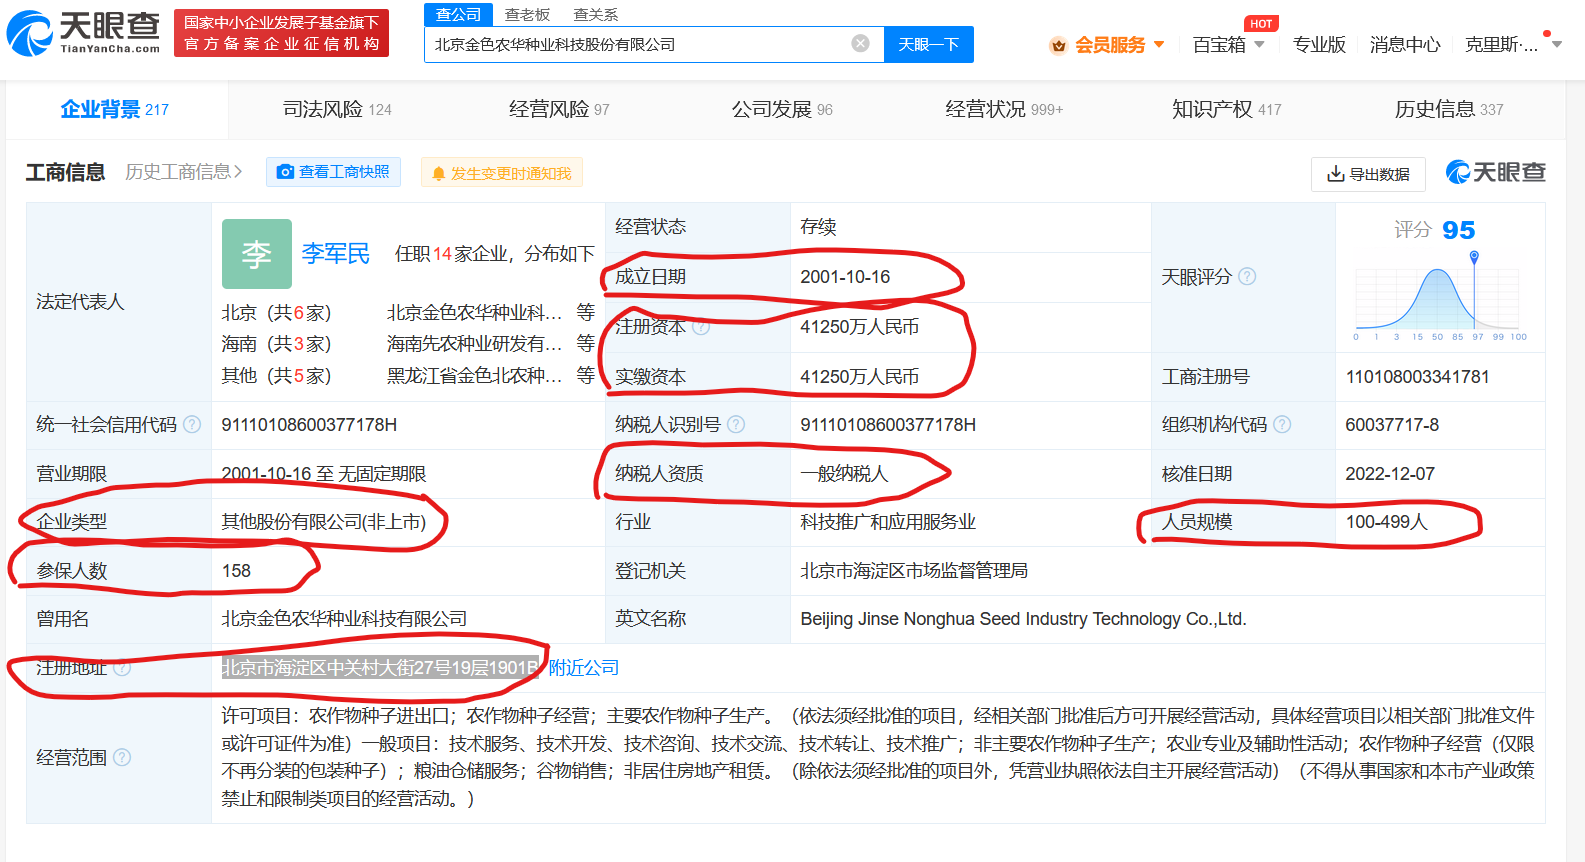 天眼查
TianYanCha.com
国家中小企业发展子基金旗下
官方备案企业征信机构
查公司 查老板 查关系
北京金色农华种业科技股份有限公司
天眼一下
会员服务
百宝箱
HOT
专业版
消息中心
克里斯·...
企业背景 217
司法风险 124
经营风险 97
公司发展 96
经营状况 999+
知识产权 417
历史信息 337
工商信息
历史工商信息
查看工商快照
发生变更时通知我
导出数据
天眼查
法定代表人
李
李军民
任职14家企业，分布如下
北京（共6家） 北京金色农华种业科... 等
海南（共3家） 海南先农种业研发有... 等
其他（共5家） 黑龙江省金色北农种... 等
经营状态 存续
成立日期 2001-10-16
注册资本 41250万人民币
实缴资本 41250万人民币
天眼评分
评分 95
0 1 3 15 50 85 97 99 100
工商注册号 110108003341781
统一社会信用代码 91110108600377178H
纳税人识别号 91110108600377178H
组织机构代码 60037717-8
营业期限 2001-10-16 至 无固定期限
纳税人资质 一般纳税人
核准日期 2022-12-07
企业类型 其他股份有限公司(非上市)
行业 科技推广和应用服务业
人员规模 100-499人
参保人数 158
登记机关 北京市海淀区市场监督管理局
曾用名 北京金色农华种业科技有限公司
英文名称 Beijing Jinse Nonghua Seed Industry Technology Co.,Ltd.
注册地址 北京市海淀区中关村大街27号19层1901B 附近公司
经营范围
许可项目：农作物种子进出口；农作物种子经营；主要农作物种子生产。（依法须经批准的项目，经相关部门批准后方可开展经营活动，具体经营项目以相关部门批准文件
或许可证件为准）一般项目：技术服务、技术开发、技术咨询、技术交流、技术转让、技术推广；非主要农作物种子生产；农业专业及辅助性活动；农作物种子经营（仅限
不再分装的包装种子）；粮油仓储服务；谷物销售；非居住房地产租赁。（除依法须经批准的项目外，凭营业执照依法自主开展经营活动）（不得从事国家和本市产业政策
禁止和限制类项目的经营活动。）